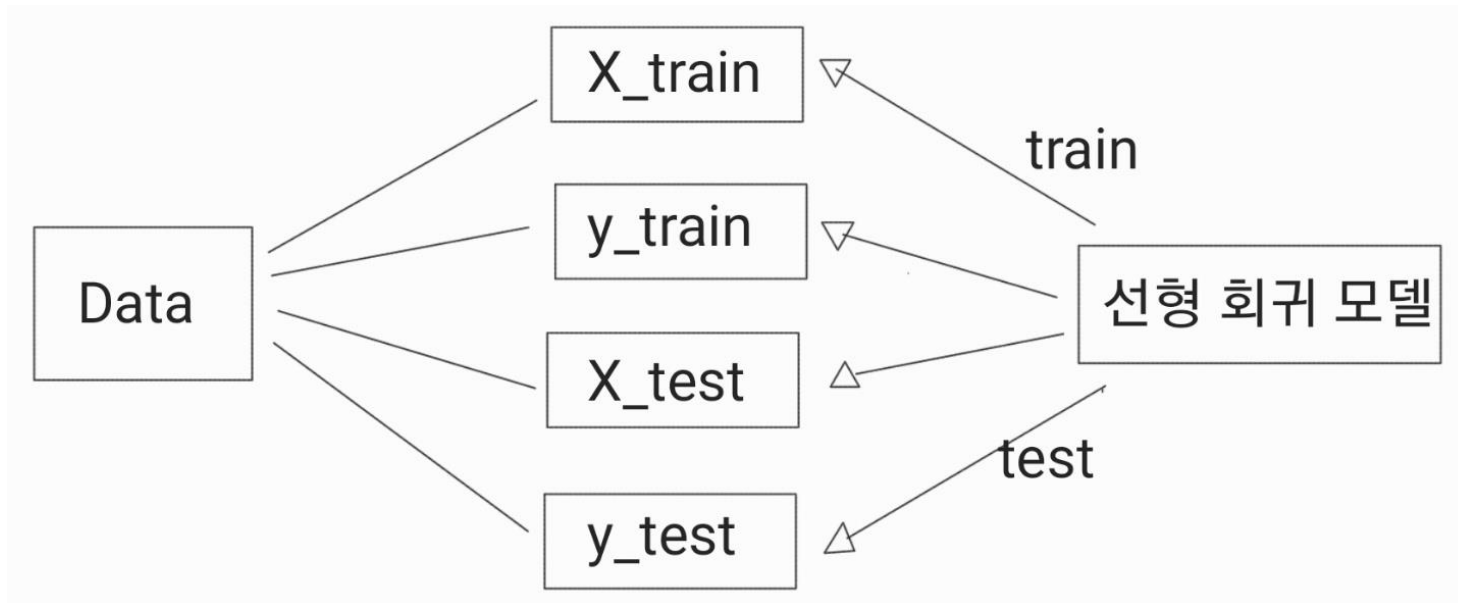 X_train
train
y_train
Data
선형 회귀 모델
X_test
test
y_test